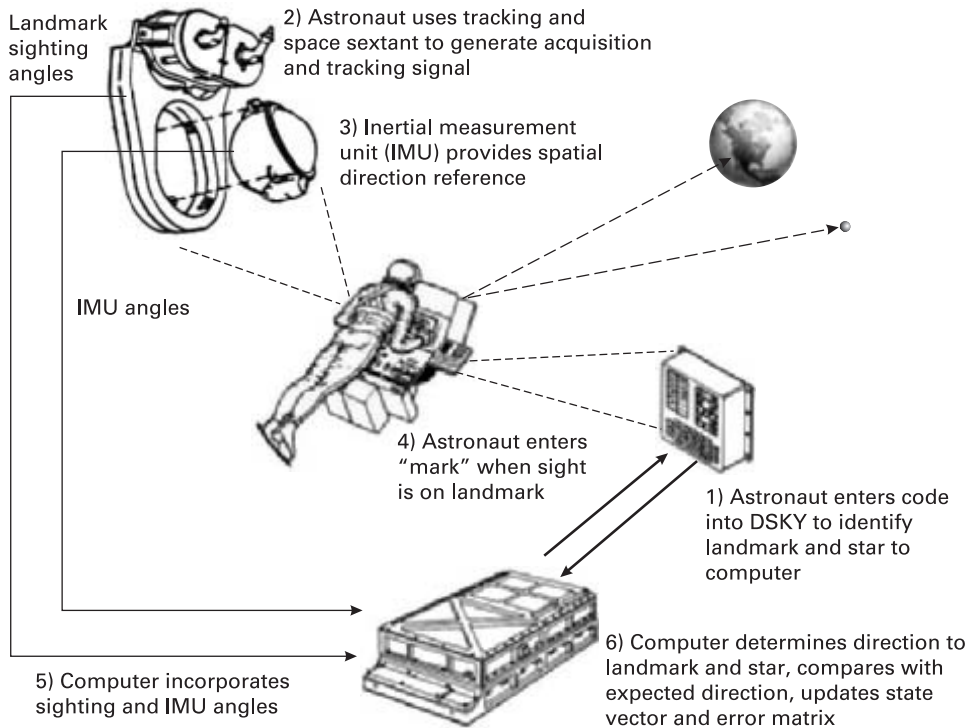 Landmark
sighting
angles
2) Astronaut uses tracking and
space sextant to generate acquisition
and tracking signal
3) Inertial measurement
unit (IMU) provides spatial
direction reference
IMU angles
4) Astronaut enters
“mark” when sight
is on landmark
1) Astronaut enters code
into DSKY to identify
landmark and star to
computer
5) Computer incorporates
sighting and IMU angles
6) Computer determines direction to
landmark and star, compares with
expected direction, updates state
vector and error matrix